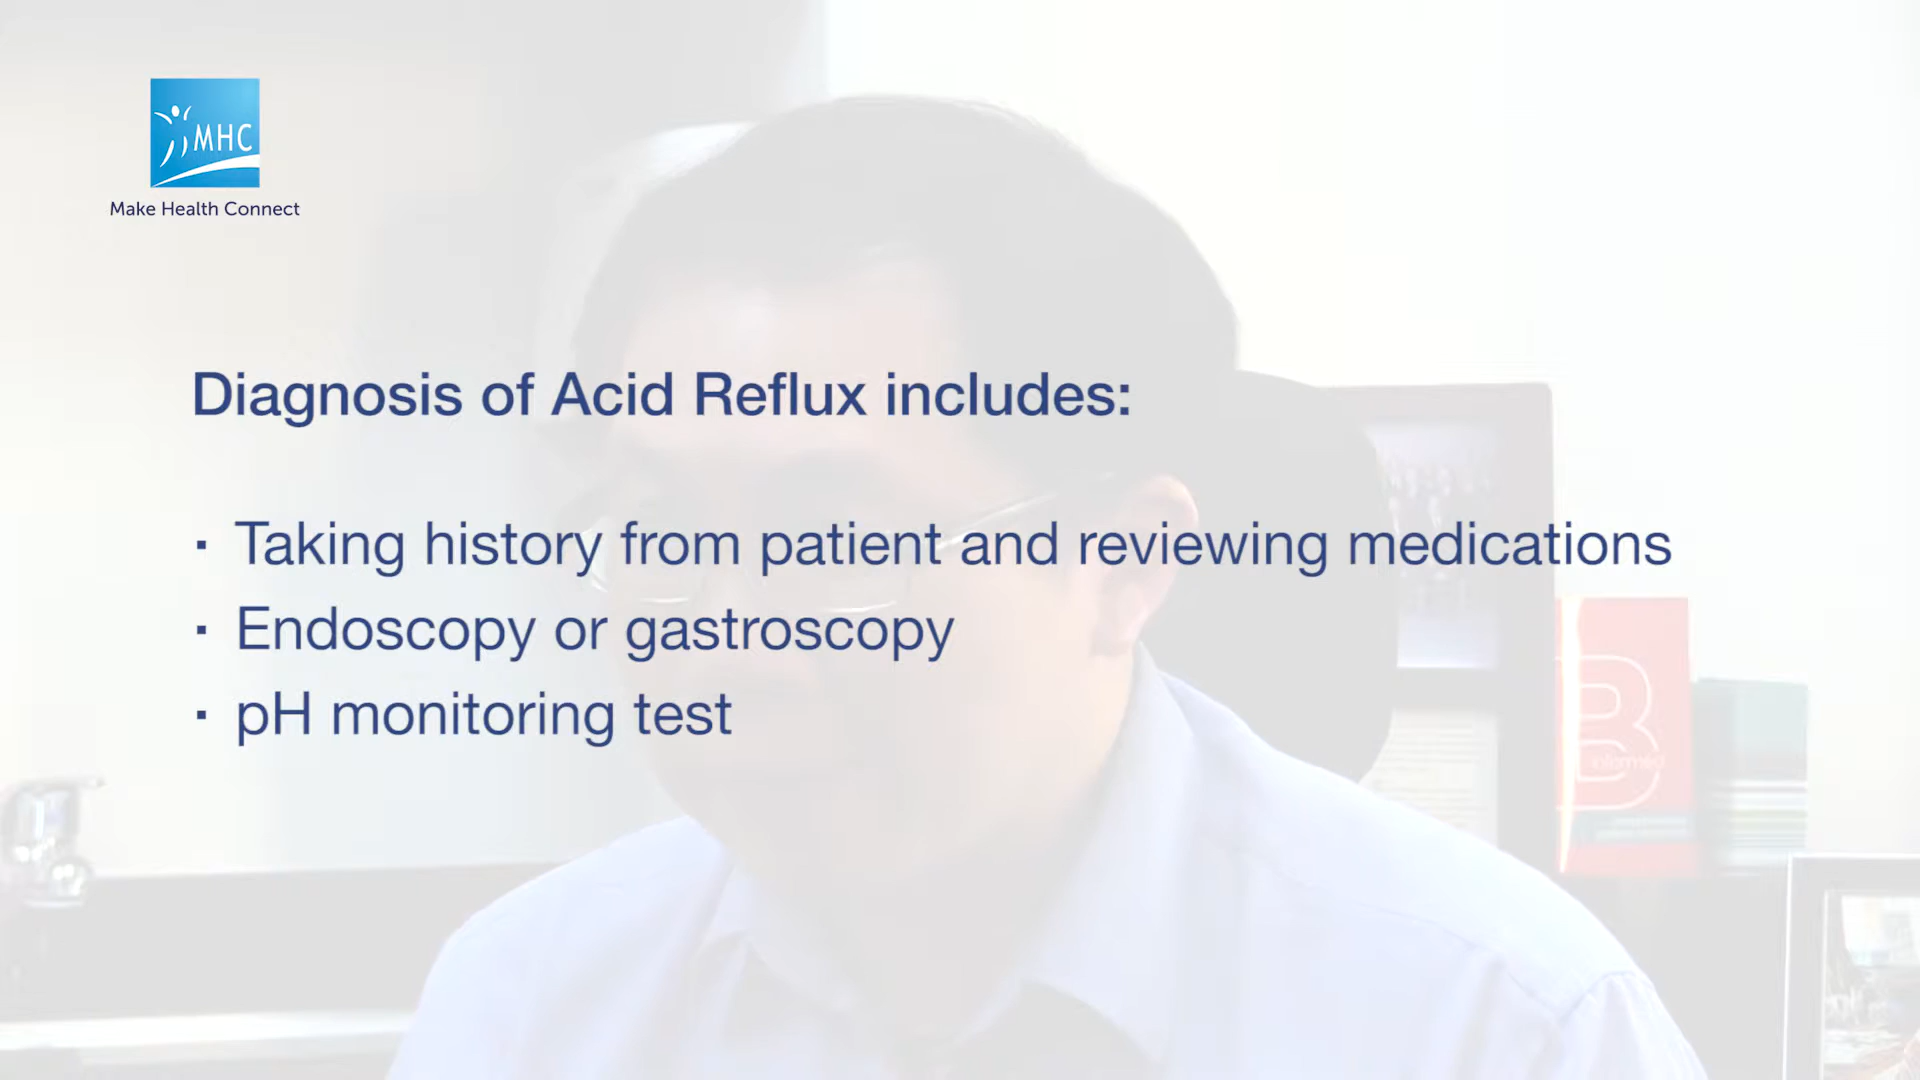 MHC
Make Health Connect
Diagnosis of Acid Reflux includes:
· Taking history from patient and reviewing medications
· Endoscopy or gastroscopy
· pH monitoring test
B
informed